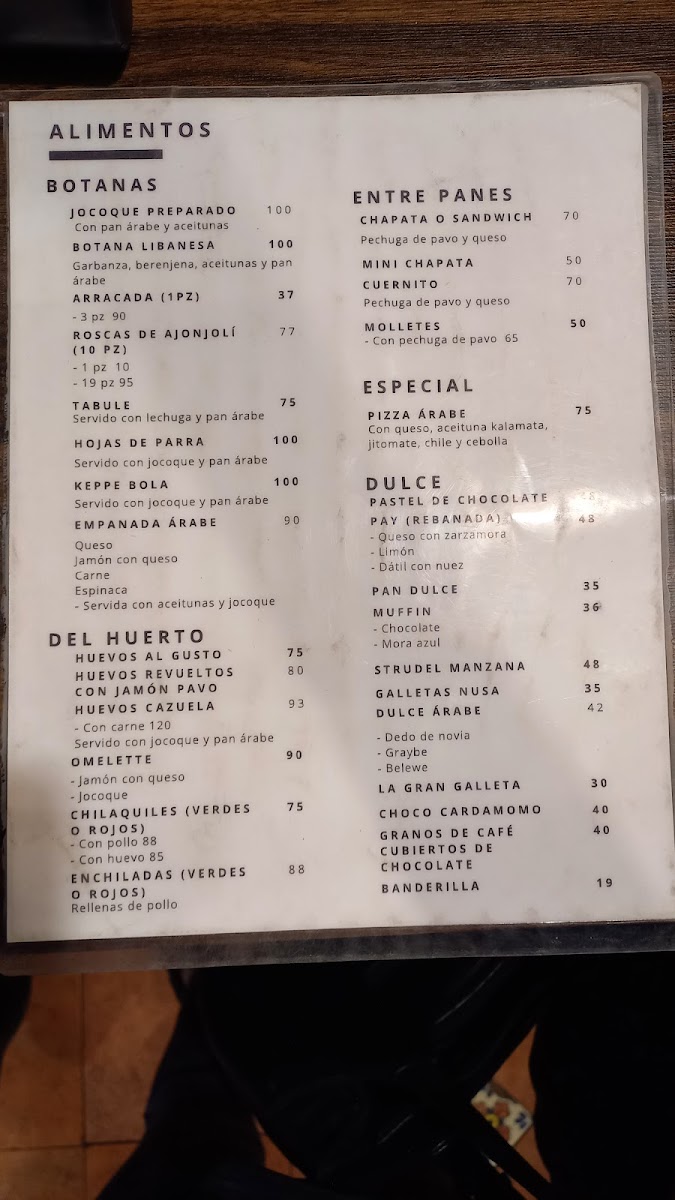 ALIMENTOS
BOTANAS
JOCOQUE PREPARADO 100
Con pan árabe y aceitunas
BOTANA LIBANESA 100
Garbanza, berenjena, aceitunas y pan
árabe
ARRACADA (1PZ) 37
- 3 pz 90
ROSCAS DE AJONJOLÍ 77
(10 PZ)
- 1 pz 10
- 19 pz 95
TABULE 75
Servido con lechuga y pan árabe
HOJAS DE PARRA 100
Servido con jocoque y pan árabe
KEPPE BOLA 100
Servido con jocoque y pan árabe
EMPANADA ÁRABE 90
Queso
Jamón con queso
Carne
Espinaca
- Servida con aceitunas y jocoque
DEL HUERTO
HUEVOS AL GUSTO 75
HUEVOS REVUELTOS 80
CON JAMÓN PAVO
HUEVOS CAZUELA 93
- Con carne 120
Servido con jocoque y pan árabe
OMELETTE 90
- Jamón con queso
- Jocoque
CHILAQUILES (VERDES 75
O ROJOS)
- Con pollo 88
- Con huevo 85
ENCHILADAS (VERDES 88
O ROJOS)
Rellenas de pollo
ENTRE PANES
CHAPATA O SANDWICH 70
Pechuga de pavo y queso
MINI CHAPATA 50
CUERNITO 70
Pechuga de pavo y queso
MOLLETES 50
- Con pechuga de pavo 65
ESPECIAL
PIZZA ÁRABE 75
Con queso, aceituna kalamata,
jitomate, chile y cebolla
DULCE
PASTEL DE CHOCOLATE 48
PAY (REBANADA) 48
- Queso con zarzamora
- Limón
- Dátil con nuez
PAN DULCE 35
MUFFIN 36
- Chocolate
- Mora azul
STRUDEL MANZANA 48
GALLETAS NUSA 35
DULCE ÁRABE 42
- Dedo de novia
- Graybe
- Belewe
LA GRAN GALLETA 30
CHOCO CARDAMOMO 40
GRANOS DE CAFÉ 40
CUBIERTOS DE
CHOCOLATE
BANDERILLA 19